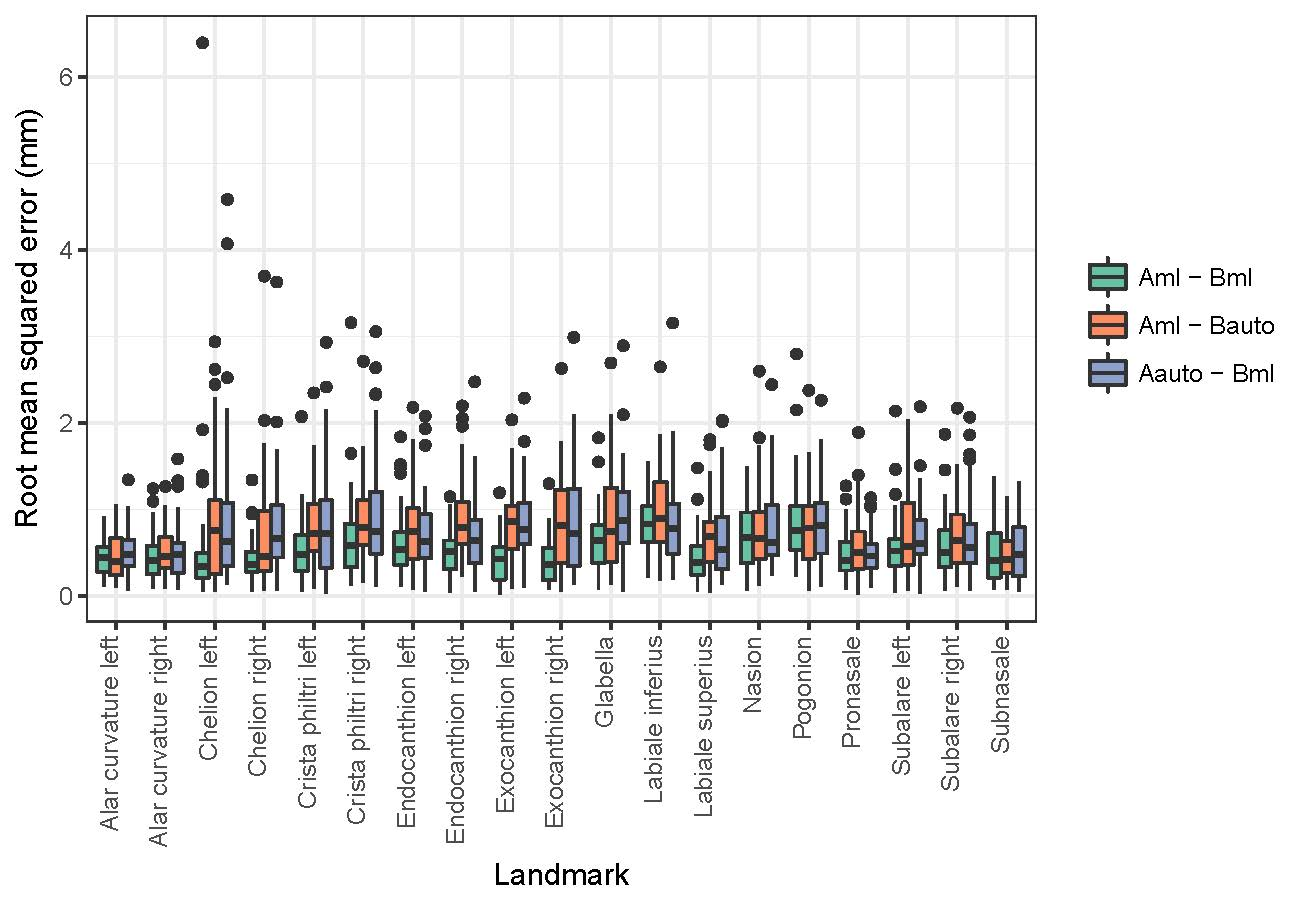 Root mean squared error (mm)
6
4
2
0
Alar curvature left
Alar curvature right
Chelion left
Chelion right
Crista philtri left
Crista philtri right
Endocanthion left
Endocanthion right
Exocanthion left
Exocanthion right
Glabella
Labiale inferius
Labiale superius
Nasion
Pogonion
Pronasale
Subalare left
Subalare right
Subnasale
Landmark
Aml − Bml
Aml − Bauto
Aauto − Bml